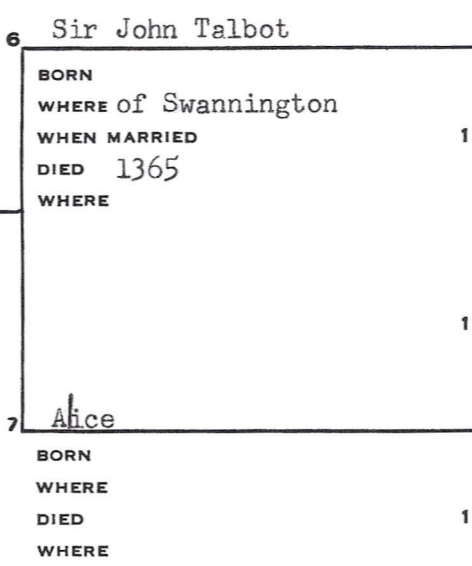 6 Sir John Talbot
BORN
WHERE of Swannington
WHEN MARRIED 1
DIED 1365
WHERE
1
7 Alice
BORN
WHERE
DIED 1
WHERE